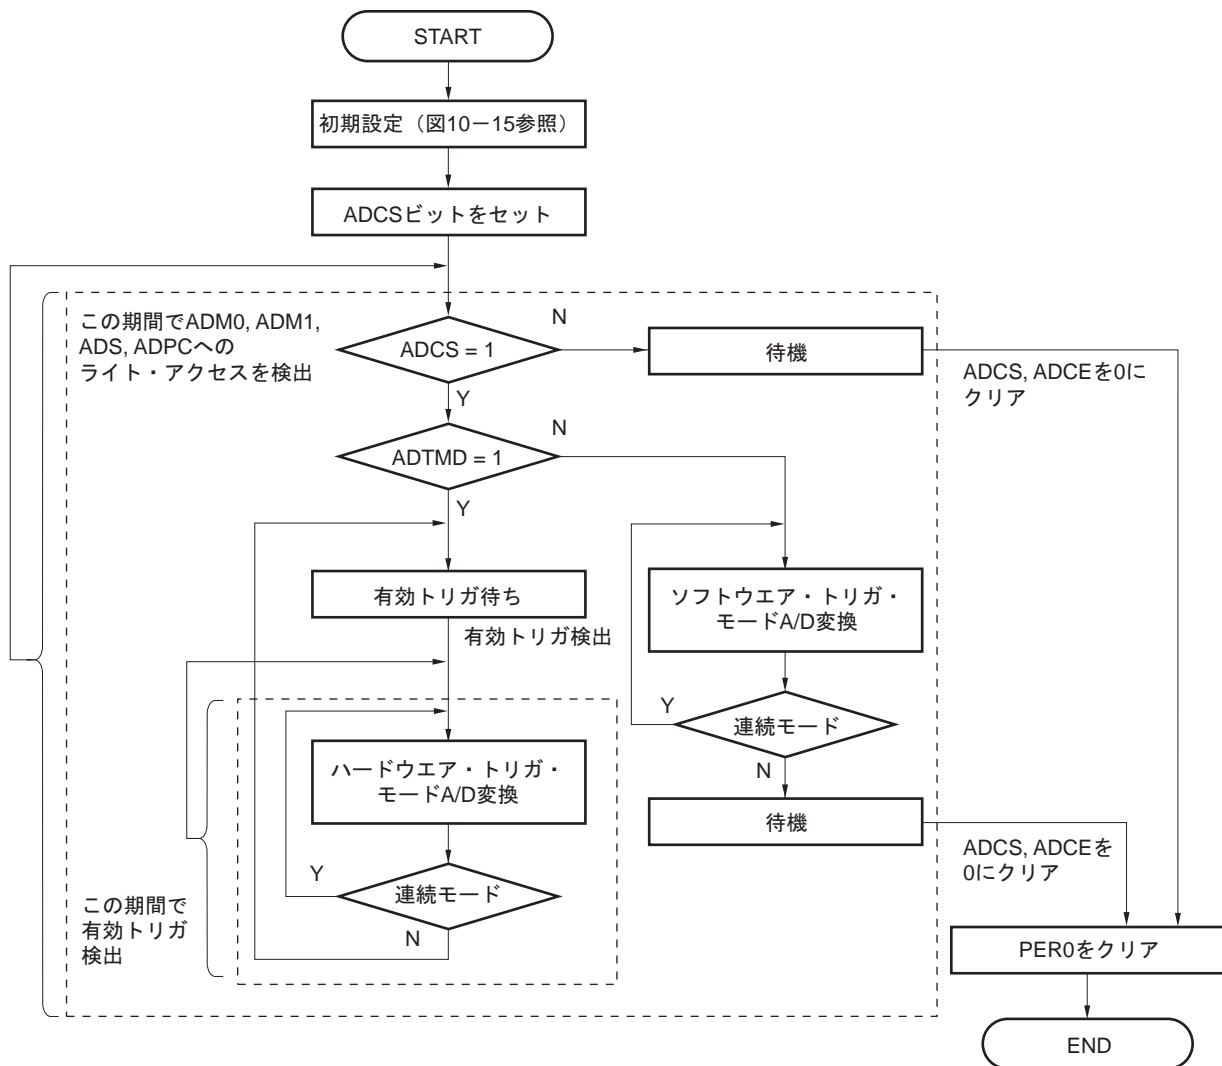 START
初期設定（図10－15参照）
ADCSビットをセット
この期間でADM0, ADM1,
ADS, ADPCへの
ライト・アクセスを検出
ADCS = 1
N
待機
ADCS, ADCEを0に
クリア
Y
ADTMD = 1
N
Y
有効トリガ待ち
有効トリガ検出
ソフトウエア・トリガ・
モードA/D変換
Y
連続モード
N
待機
ADCS, ADCEを
0にクリア
ハードウエア・トリガ・
モードA/D変換
Y
連続モード
N
この期間で
有効トリガ
検出
PER0をクリア
END